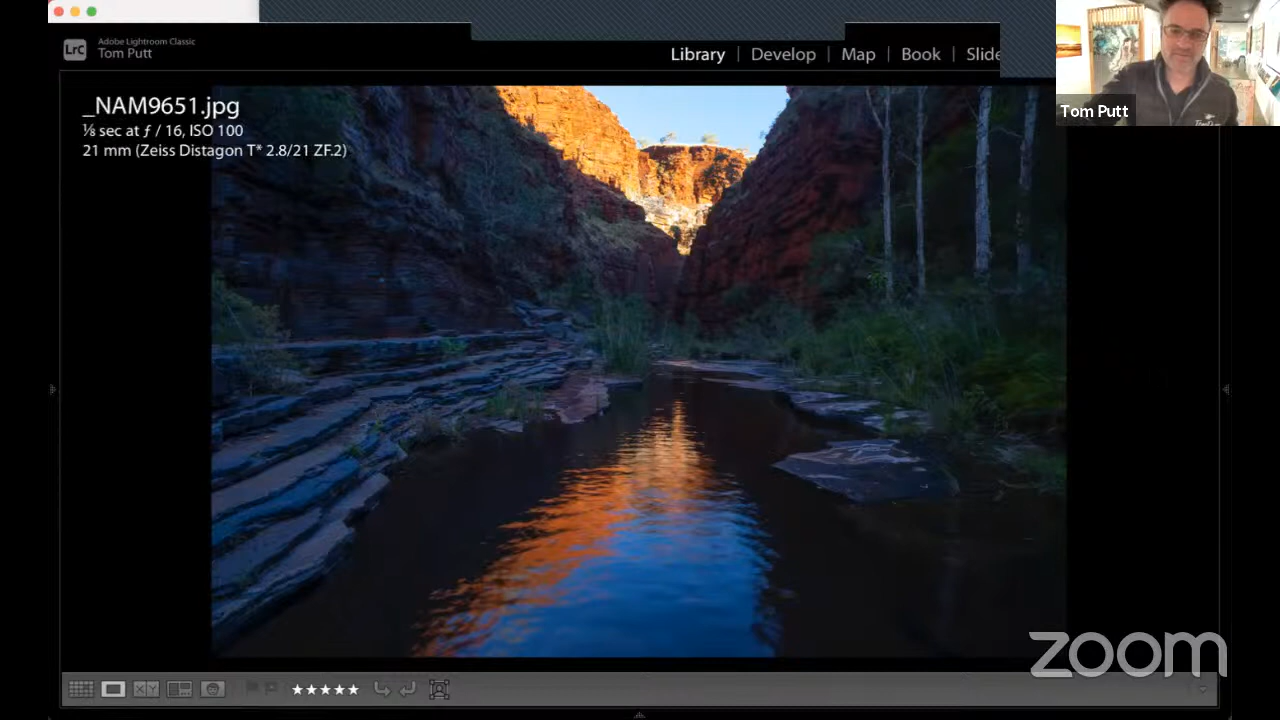 LrC
Adobe Lightroom Classic
Tom Putt
Library | Develop | Map | Book | Slide
_NAM9651.jpg
⅛ sec at ƒ / 16, ISO 100
21 mm (Zeiss Distagon T* 2.8/21 ZF.2)
Tom Putt
XY
zoom